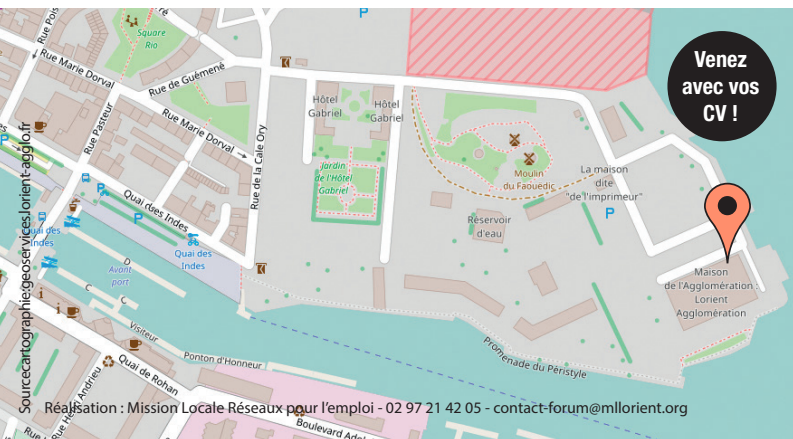 Venez
avec vos
CV !
Square
Rio
Rue Marie Dorval
Rue de Guémené
Rue Marie Dorval
Rue Pasteur
Hôtel
Gabriel
Hôtel
Gabriel
Jardin
de l'Hôtel
Gabriel
Rue de la Cale Ory
Moulin
du Faouëdic
La maison
dite
"de l'imprimeur"
P
P
P
P
P
Réservoir
d'eau
Quai des Indes
Quai des
Indes
Quai des
Indes
Avant
port
D
C
C
Visiteur
Ponton d'Honneur
Quai de Rohan
Promenade du Péristyle
Maison
de l'Agglomération :
Lorient
Agglomération
Boulevard Adol
Sourcecartographie:geoservices.lorient-agglo.fr
Réalisation : Mission Locale Réseaux pour l'emploi - 02 97 21 42 05 - contact-forum@mllorient.org